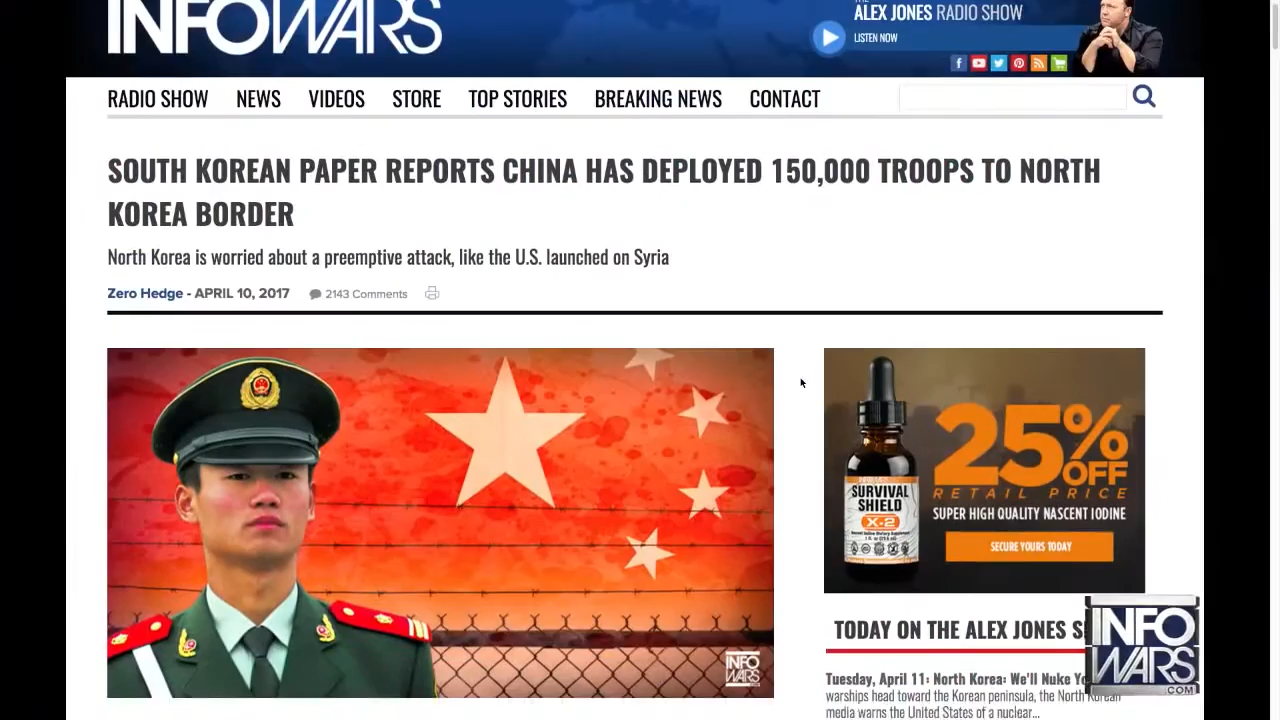 INFOWARS
ALEX JONES RADIO SHOW
LISTEN NOW
RADIO SHOW NEWS VIDEOS STORE TOP STORIES BREAKING NEWS CONTACT
SOUTH KOREAN PAPER REPORTS CHINA HAS DEPLOYED 150,000 TROOPS TO NORTH
KOREA BORDER
North Korea is worried about a preemptive attack, like the U.S. launched on Syria
Zero Hedge - APRIL 10, 2017 2143 Comments
INFO
WARS
.COM
25%
OFF
RETAIL PRICE
SUPER HIGH QUALITY NASCENT IODINE
SECURE YOURS TODAY
SURVIVAL
SHIELD
X-2
TODAY ON THE ALEX JONES S
INFO
WARS
.COM
Tuesday, April 11: North Korea: We'll Nuke
warships head toward the Korean peninsula, the North Korean
media warns the United States of a nuclear...